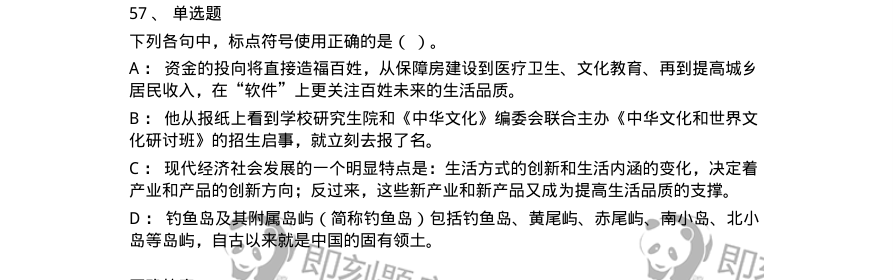 57 、 单选题
下列各句中，标点符号使用正确的是（ ）。
A ： 资金的投向将直接造福百姓，从保障房建设到医疗卫生、文化教育、再到提高城乡
居民收入，在“软件”上更关注百姓未来的生活品质。
B ： 他从报纸上看到学校研究生院和《中华文化》编委会联合主办《中华文化和世界文
化研讨班》的招生启事，就立刻去报了名。
C ： 现代经济社会发展的一个明显特点是：生活方式的创新和生活内涵的变化，决定着
产业和产品的创新方向；反过来，这些新产业和新产品又成为提高生活品质的支撑。
D ： 钓鱼岛及其附属岛屿（简称钓鱼岛）包括钓鱼岛、黄尾屿、赤尾屿、南小岛、北小
岛等岛屿，自古以来就是中国的固有领土。
即刻题
即刻